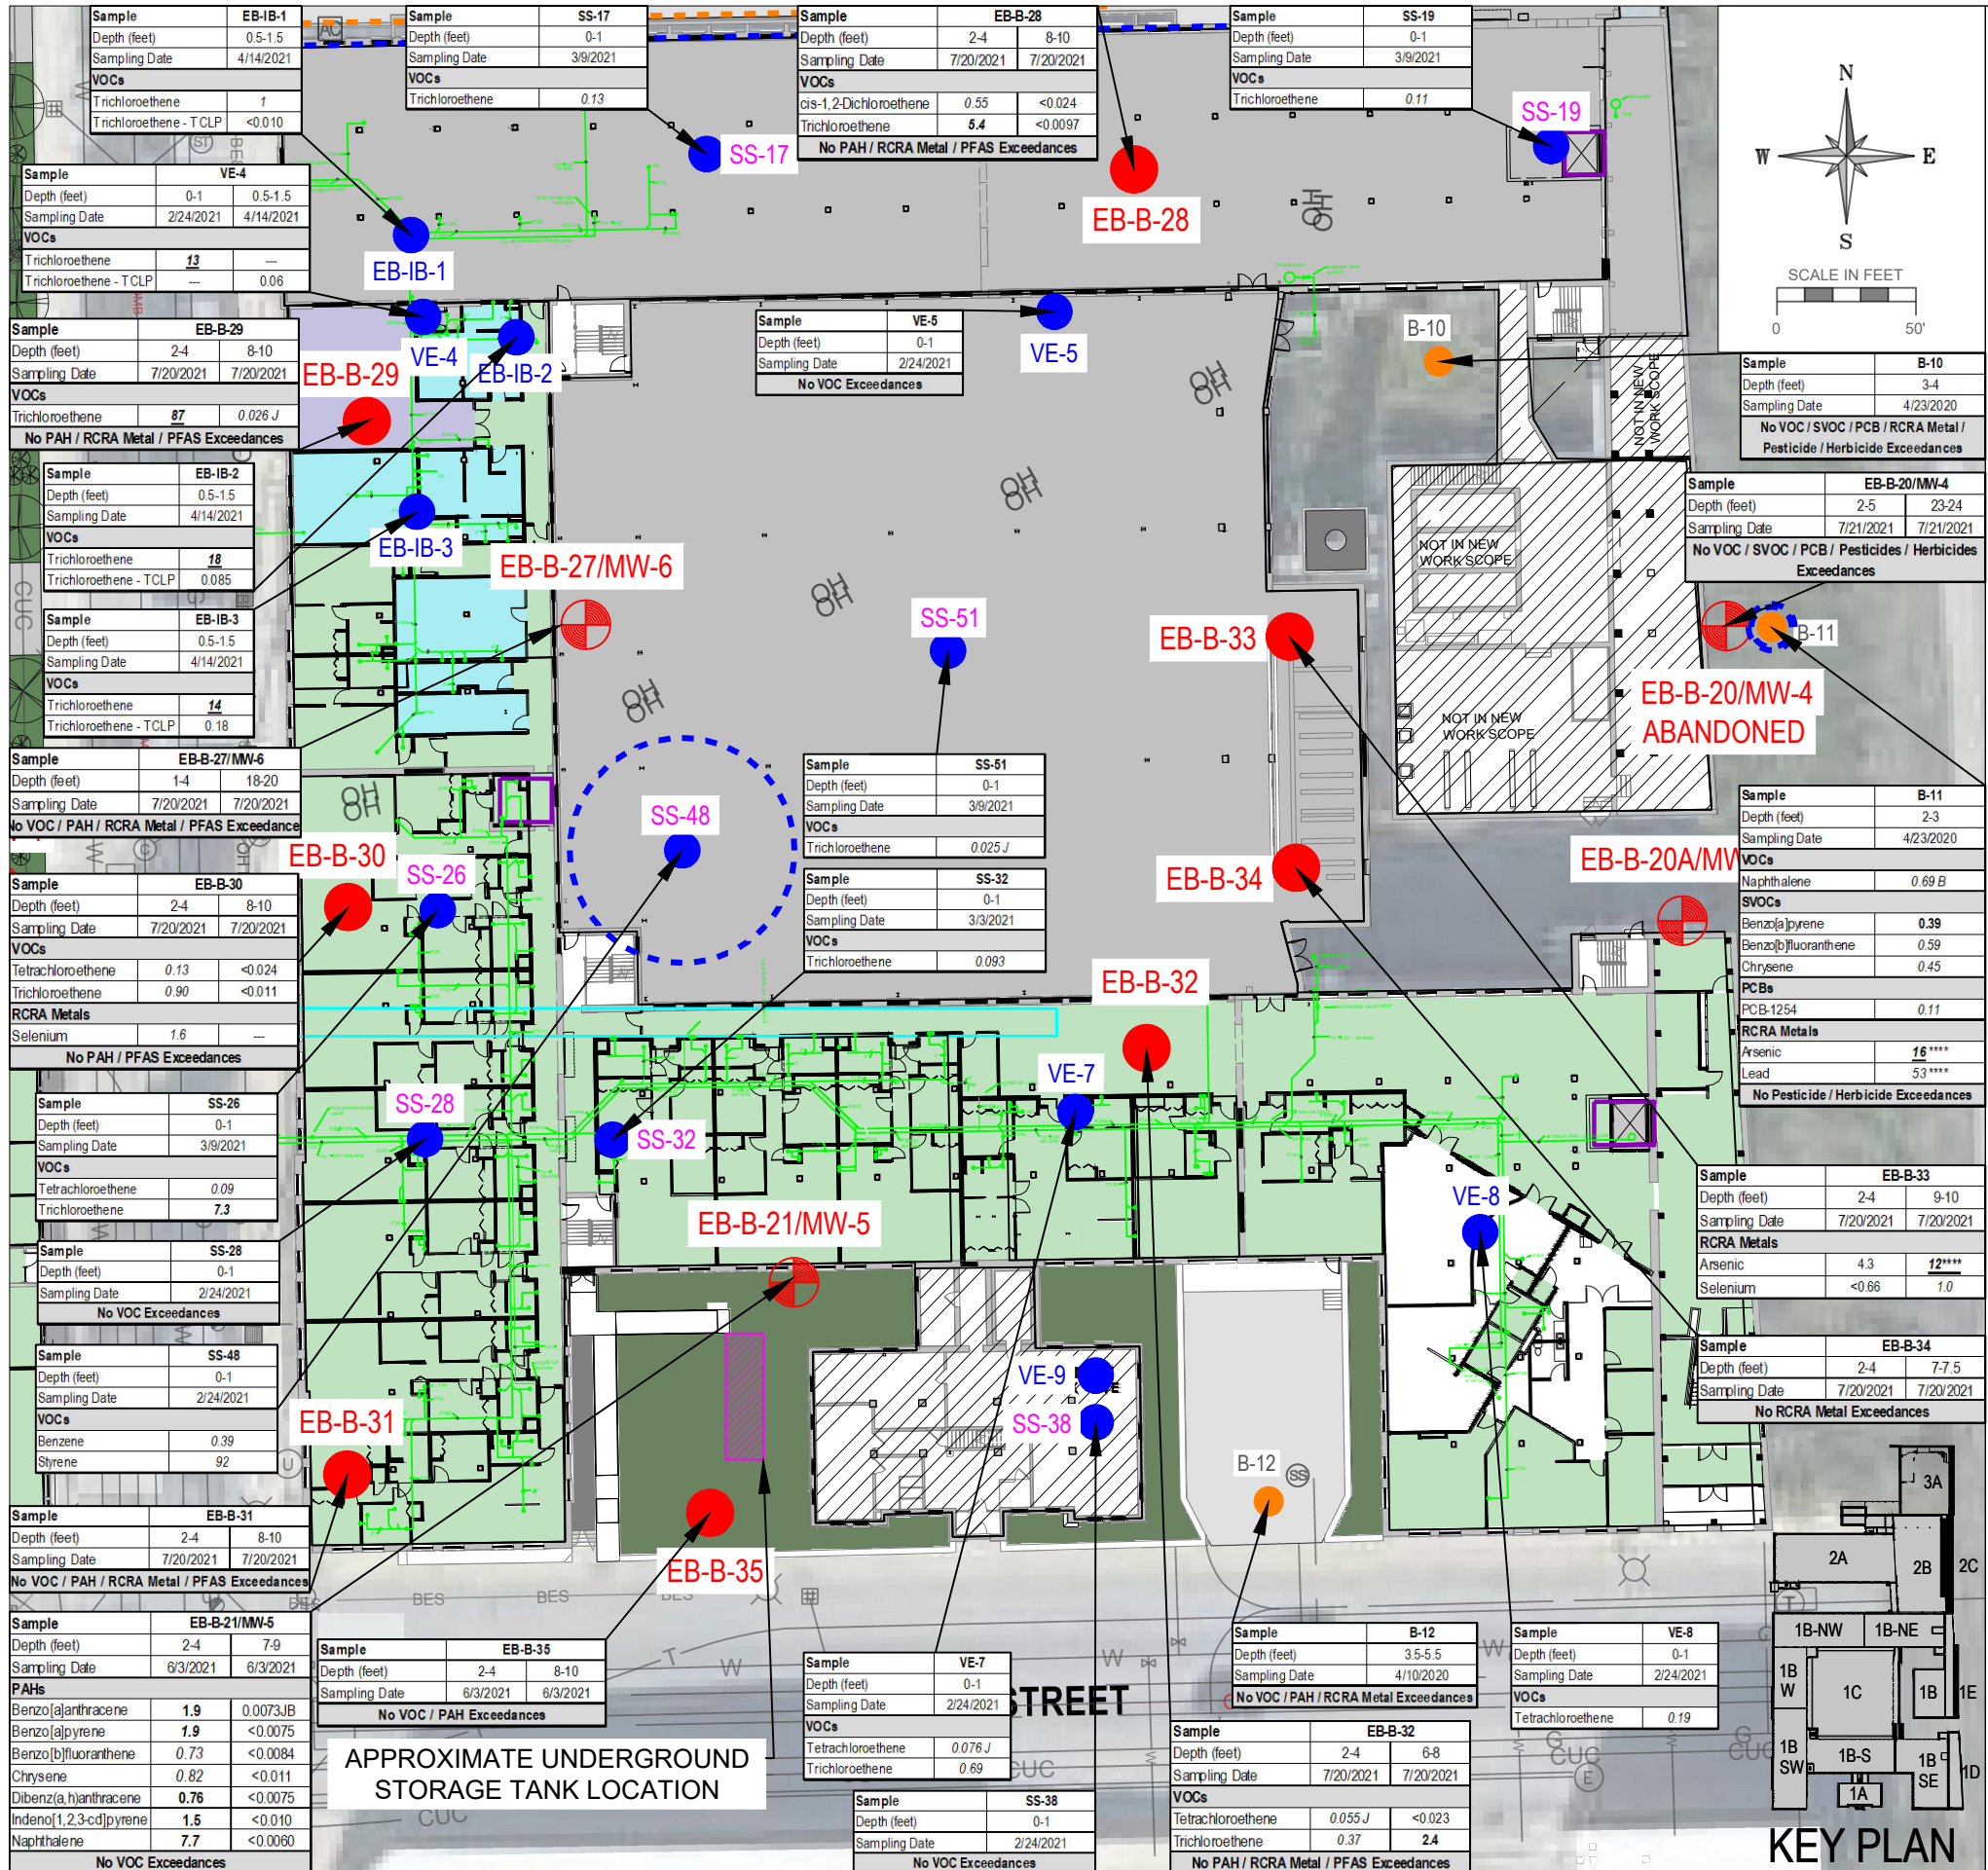 Sample EB-IB-1
Depth (feet) 0.5-1.5
Sampling Date 4/14/2021
VOCs
Trichloroethene 1
Trichloroethene - TCLP <0.010
Sample SS-17
Depth (feet) 0-1
Sampling Date 3/9/2021
VOCs
Trichloroethene 0.13
Sample EB-B-28
Depth (feet) 2-4 8-10
Sampling Date 7/20/2021 7/20/2021
VOCs
cis-1,2-Dichloroethene 0.55 <0.024
Trichloroethene 5.4 <0.0097
No PAH / RCRA Metal / PFAS Exceedances
Sample SS-19
Depth (feet) 0-1
Sampling Date 3/9/2021
VOCs
Trichloroethene 0.11
N
W E
S
SCALE IN FEET
0 50'
AC
ST
SS-17
SS-19
EB-B-28
EB-IB-1
Sample VE-4
Depth (feet) 0-1 0.5-1.5
Sampling Date 2/24/2021 4/14/2021
VOCs
Trichloroethene 13 ---
Trichloroethene - TCLP --- 0.06
Sample EB-B-29
Depth (feet) 2-4 8-10
Sampling Date 7/20/2021 7/20/2021
VOCs
Trichloroethene 87 0.026 J
No PAH / RCRA Metal / PFAS Exceedances
EB-B-29
VE-4
EB-IB-2
Sample VE-5
Depth (feet) 0-1
Sampling Date 2/24/2021
No VOC Exceedances
VE-5
B-10
NOT IN NEW
WORK SCOPE
Sample B-10
Depth (feet) 3-4
Sampling Date 4/23/2020
No VOC / SVOC / PCB / RCRA Metal /
Pesticide / Herbicide Exceedances
Sample EB-IB-2
Depth (feet) 0.5-1.5
Sampling Date 4/14/2021
VOCs
Trichloroethene 18
Trichloroethene - TCLP 0.085
EB-IB-3
EB-B-27/MW-6
NOT IN NEW
WORK SCOPE
Sample EB-B-20/MW-4
Depth (feet) 2-5 23-24
Sampling Date 7/21/2021 7/21/2021
No VOC / SVOC / PCB / Pesticides / Herbicides
Exceedances
CUC
Sample EB-IB-3
Depth (feet) 0.5-1.5
Sampling Date 4/14/2021
VOCs
Trichloroethene 14
Trichloroethene - TCLP 0.18
SS-51
EB-B-33
B-11
EB-B-20/MW-4
ABANDONED
NOT IN NEW
WORK SCOPE
OH
OH
OH
OH
OH
OH
OH
OH
OH
OH
OH
OH
Sample EB-B-27/MW-6
Depth (feet) 1-4 18-20
Sampling Date 7/20/2021 7/20/2021
No VOC / PAH / RCRA Metal / PFAS Exceedance
SS-48
Sample SS-51
Depth (feet) 0-1
Sampling Date 3/9/2021
VOCs
Trichloroethene 0.025 J
Sample B-11
Depth (feet) 2-3
Sampling Date 4/23/2020
VOCs
Naphthalene 0.69 B
SVOCs
Benzo[a]pyrene 0.39
Benzo[b]fluoranthene 0.59
Chrysene 0.45
PCBs
PCB-1254 0.11
RCRA Metals
Arsenic 16 ****
Lead 53 ****
No Pesticide / Herbicide Exceedances
EB-B-30
SS-26
EB-B-34
EB-B-20A/MW
Sample EB-B-30
Depth (feet) 2-4 8-10
Sampling Date 7/20/2021 7/20/2021
VOCs
Tetrachloroethene 0.13 <0.024
Trichloroethene 0.90 <0.011
RCRA Metals
Selenium 1.6 ---
No PAH / PFAS Exceedances
Sample SS-32
Depth (feet) 0-1
Sampling Date 3/3/2021
VOCs
Trichloroethene 0.093
EB-B-32
VE-7
Sample SS-26
Depth (feet) 0-1
Sampling Date 3/9/2021
VOCs
Tetrachloroethene 0.09
Trichloroethene 7.3
SS-28
SS-32
Sample EB-B-33
Depth (feet) 2-4 9-10
Sampling Date 7/20/2021 7/20/2021
RCRA Metals
Arsenic 4.3 12****
Selenium <0.66 1.0
VE-8
EB-B-21/MW-5
Sample SS-28
Depth (feet) 0-1
Sampling Date 2/24/2021
No VOC Exceedances
Sample EB-B-34
Depth (feet) 2-4 7-7.5
Sampling Date 7/20/2021 7/20/2021
No RCRA Metal Exceedances
Sample SS-48
Depth (feet) 0-1
Sampling Date 2/24/2021
VOCs
Benzene 0.39
Styrene 92
EB-B-31
U
VE-9
SS-38
B-12
SS
Sample EB-B-31
Depth (feet) 2-4 8-10
Sampling Date 7/20/2021 7/20/2021
No VOC / PAH / RCRA Metal / PFAS Exceedances
EB-B-35
BES BES BES BES
Sample EB-B-21/MW-5
Depth (feet) 2-4 7-9
Sampling Date 6/3/2021 6/3/2021
PAHs
Benzo[a]anthracene 1.9 0.0073JB
Benzo[a]pyrene 1.9 <0.0075
Benzo[b]fluoranthene 0.73 <0.0084
Chrysene 0.82 <0.011
Dibenz(a,h)anthracene 0.76 <0.0075
Indeno[1,2,3-cd]pyrene 1.5 <0.010
Naphthalene 7.7 <0.0060
No VOC Exceedances
Sample EB-B-35
Depth (feet) 2-4 8-10
Sampling Date 6/3/2021 6/3/2021
No VOC / PAH Exceedances
T W W
APPROXIMATE UNDERGROUND
STORAGE TANK LOCATION
CUC
Sample VE-7
Depth (feet) 0-1
Sampling Date 2/24/2021
VOCs
Tetrachloroethene 0.076 J
Trichloroethene 0.69
STREET
CUC
Sample SS-38
Depth (feet) 0-1
Sampling Date 2/24/2021
No VOC Exceedances
Sample B-12
Depth (feet) 3.5-5.5
Sampling Date 4/10/2020
No VOC / PAH / RCRA Metal Exceedances
W
Sample EB-B-32
Depth (feet) 2-4 6-8
Sampling Date 7/20/2021 7/20/2021
VOCs
Tetrachloroethene 0.055 J <0.023
Trichloroethene 0.37 2.4
No PAH / RCRA Metal / PFAS Exceedances
Sample VE-8
Depth (feet) 0-1
Sampling Date 2/24/2021
VOCs
Tetrachloroethene 0.19
G
CUC
E
G
CUC
T
3A
2A 2B 2C
1B-NW 1B-NE
1B
W
1C 1B 1E
1B
SW
1B-S
1B
SE
1D
1A
KEY PLAN